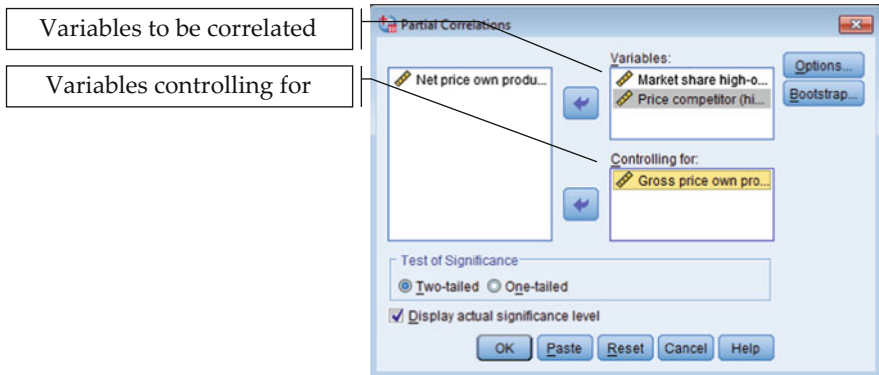 Variables to be correlated
Variables controlling for
Partial Correlations
Net price own produ...
Variables:
Market share high-o...
Price competitor (hi...
Options...
Bootstrap...
Controlling for:
Gross price own pro...
Test of Significance
Two-tailed One-tailed
Display actual significance level
OK Paste Reset Cancel Help